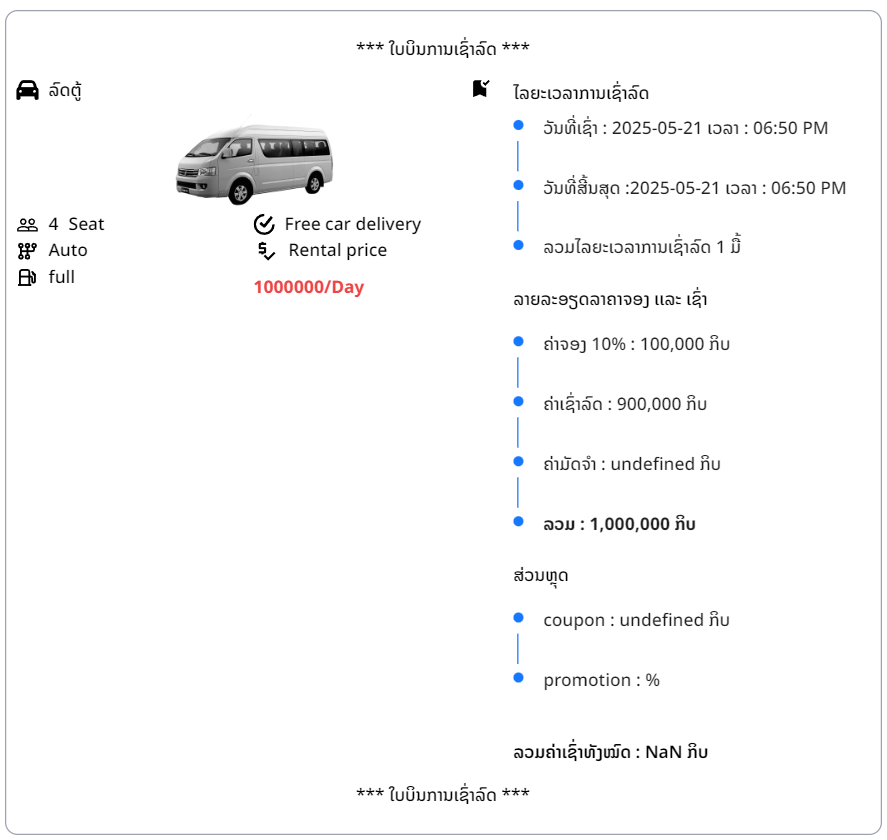 *** ໃບບິນການເຊົ່າລົດ ***
ລົດຕູ້
4 Seat
Auto
full
Free car delivery
Rental price
1000000/Day
ໄລຍະເວລາການເຊົ່າລົດ
ວັນທີ່ເຊົ່າ : 2025-05-21 ເວລາ : 06:50 PM
ວັນທີ່ສິ້ນສຸດ :2025-05-21 ເວລາ : 06:50 PM
ລວມໄລຍະເວລາການເຊົ່າລົດ 1 ມື້
ລາຍລະອຽດລາຄາຈອງ ແລະ ເຊົ່າ
ຄ່າຈອງ 10% : 100,000 ກີບ
ຄ່າເຊົ່າລົດ : 900,000 ກີບ
ຄ່າມັດຈຳ : undefined ກີບ
ລວມ : 1,000,000 ກີບ
ສ່ວນຫຼຸດ
coupon : undefined ກີບ
promotion : %
ລວມຄ່າເຊົ່າທັງໝົດ : NaN ກີບ
*** ໃບບິນການເຊົ່າລົດ ***